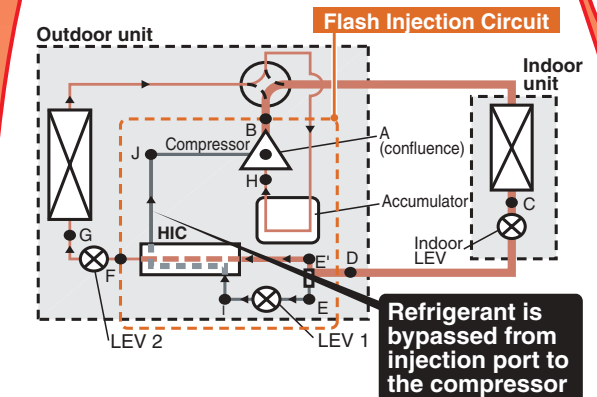 Flash Injection Circuit
Outdoor unit
Indoor
unit
B
Compressor
A
(confluence)
J
H
Accumulator
C
G
HIC
Indoor
LEV
E'
D
F
I
E
LEV 2
LEV 1
Refrigerant is
bypassed from
injection port to
the compressor